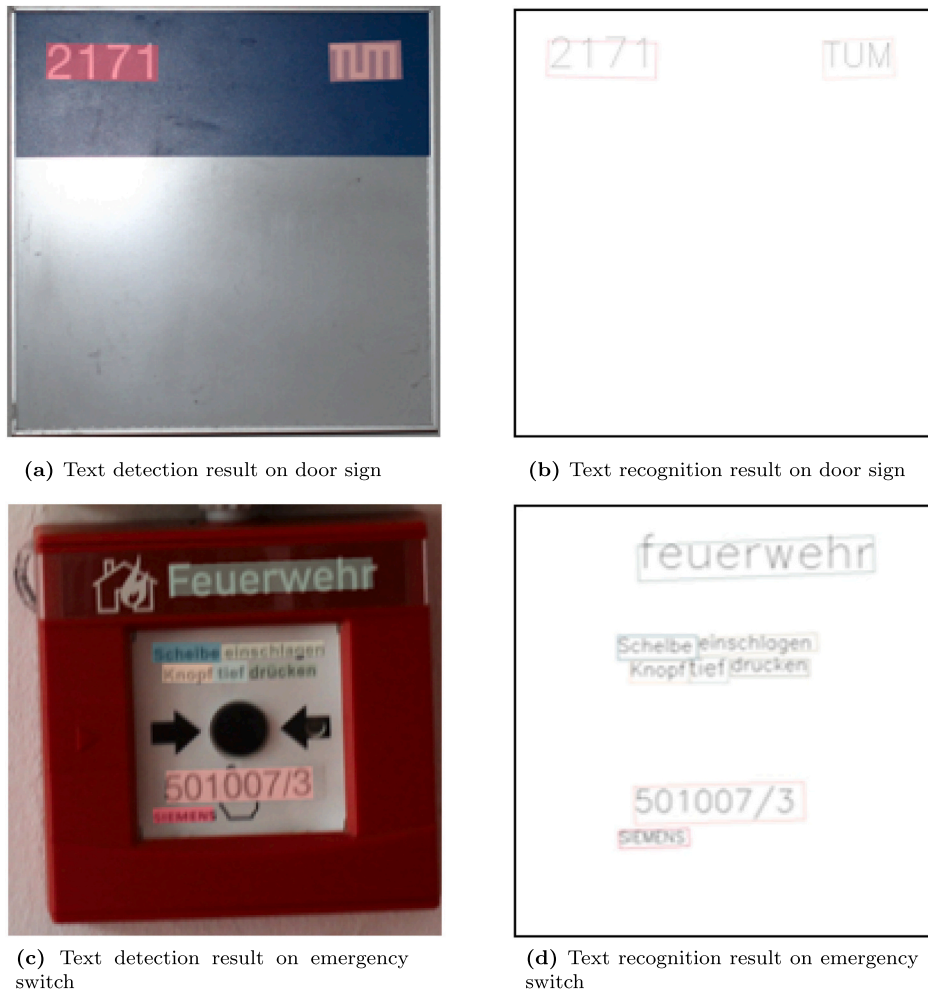 2171 TUM
2171 TUM
(a) Text detection result on door sign
(b) Text recognition result on door sign
Feuerwehr
Scheibe einschlagen
Knopf tief drücken
501007/3
SIEMENS
feuerwehr
Scheibe einschlogen
Knopf tief drucken
501007/3
SIEMENS
(c) Text detection result on emergency
switch
(d) Text recognition result on emergency
switch